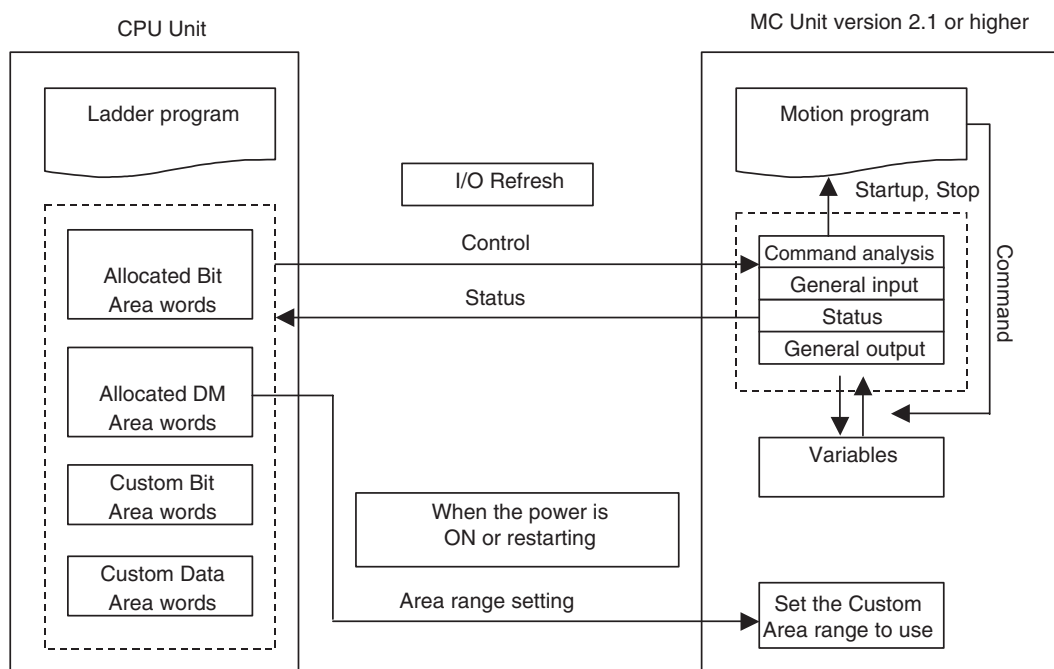 CPU Unit
MC Unit version 2.1 or higher
Ladder program
Motion program
I/O Refresh
Startup, Stop
Control
Command analysis
Allocated Bit
Area words
General input
Status
Status
General output
Command
Allocated DM
Area words
Variables
Custom Bit
Area words
When the power is
ON or restarting
Custom Data
Area words
Area range setting
Set the Custom
Area range to use